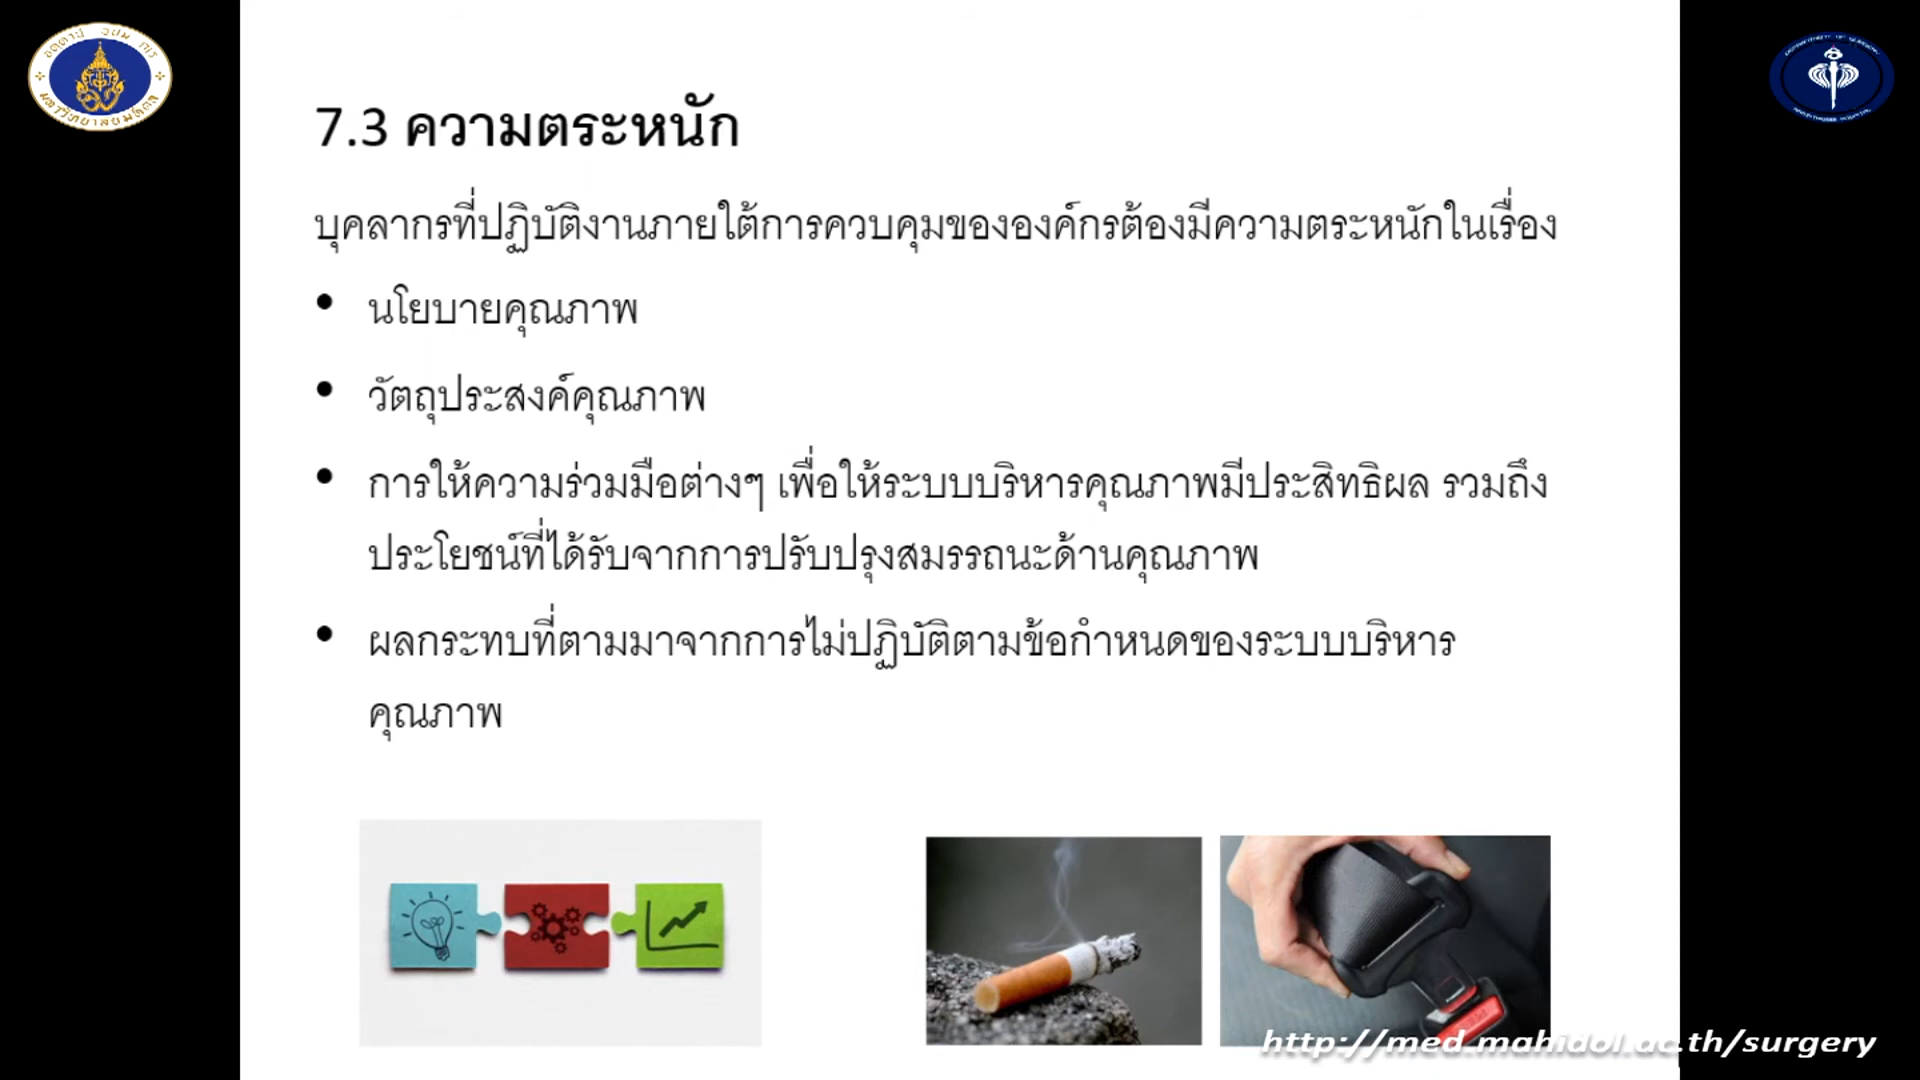 7.3 ความตระหนัก
บุคลากรที่ปฏิบัติงานภายใต้การควบคุมขององค์กรต้องมีความตระหนักในเรื่อง
• นโยบายคุณภาพ
• วัตถุประสงค์คุณภาพ
• การให้ความร่วมมือต่างๆ เพื่อให้ระบบบริหารคุณภาพมีประสิทธิผล รวมถึง
ประโยชน์ที่ได้รับจากการปรับปรุงสมรรถนะด้านคุณภาพ
• ผลกระทบที่ตามมาจากการไม่ปฏิบัติตามข้อกำหนดของระบบบริหาร
คุณภาพ
http://med.mahidol.ac.th/surgery